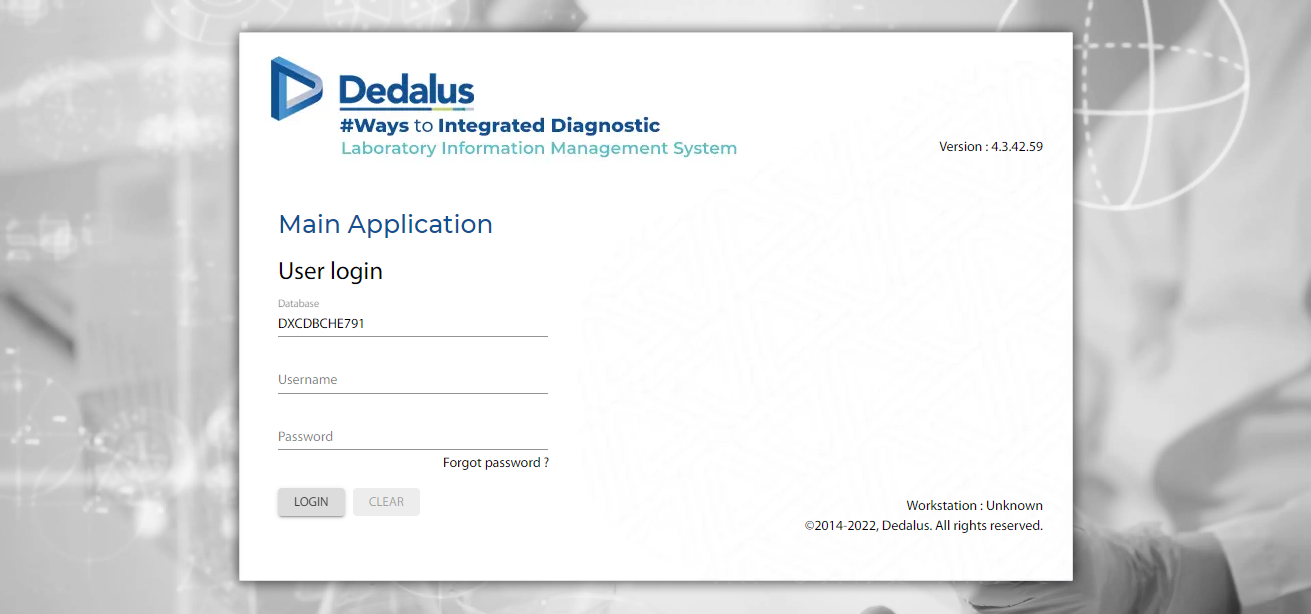 Dedalus
#Ways to Integrated Diagnostic
Laboratory Information Management System
Version : 4.3.42.59
Main Application
User login
Database
DXCDBCHE791
Username
Password
Forgot password ?
LOGIN CLEAR
Workstation : Unknown
©2014-2022, Dedalus. All rights reserved.